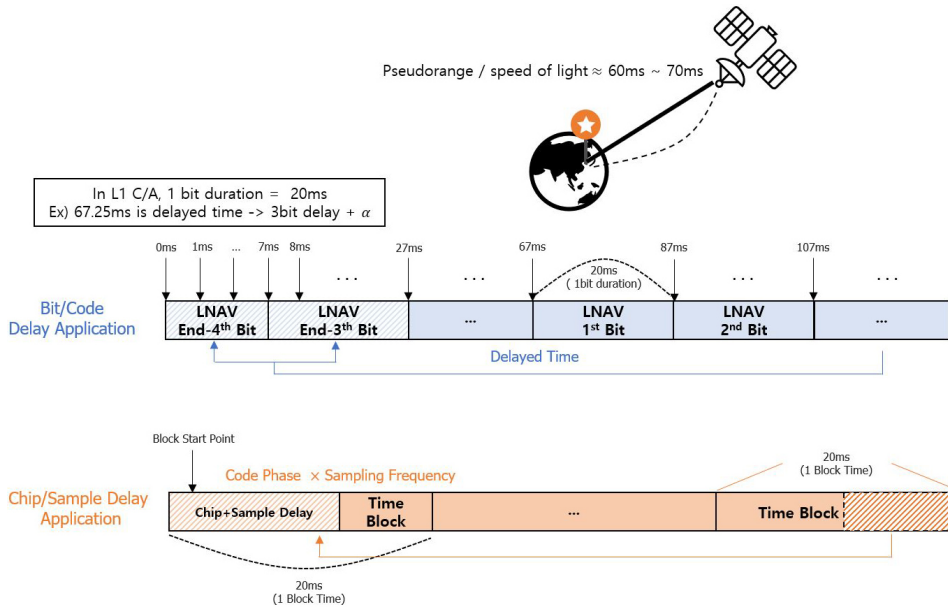 Pseudorange / speed of light ≈ 60ms ~ 70ms
In L1 C/A, 1 bit duration = 20ms
Ex) 67.25ms is delayed time -> 3bit delay + α
0ms 1ms ... 7ms 8ms 27ms 67ms 87ms 107ms
... ... ... ...
20ms
( 1bit duration)
Bit/Code
Delay Application
LNAV
End-4th Bit
LNAV
End-3th Bit
...
LNAV
1st Bit
LNAV
2nd Bit
...
Delayed Time
Block Start Point
Code Phase × Sampling Frequency
20ms
(1 Block Time)
Chip/Sample Delay
Application
Chip+Sample Delay
Time
Block
...
Time Block
20ms
(1 Block Time)